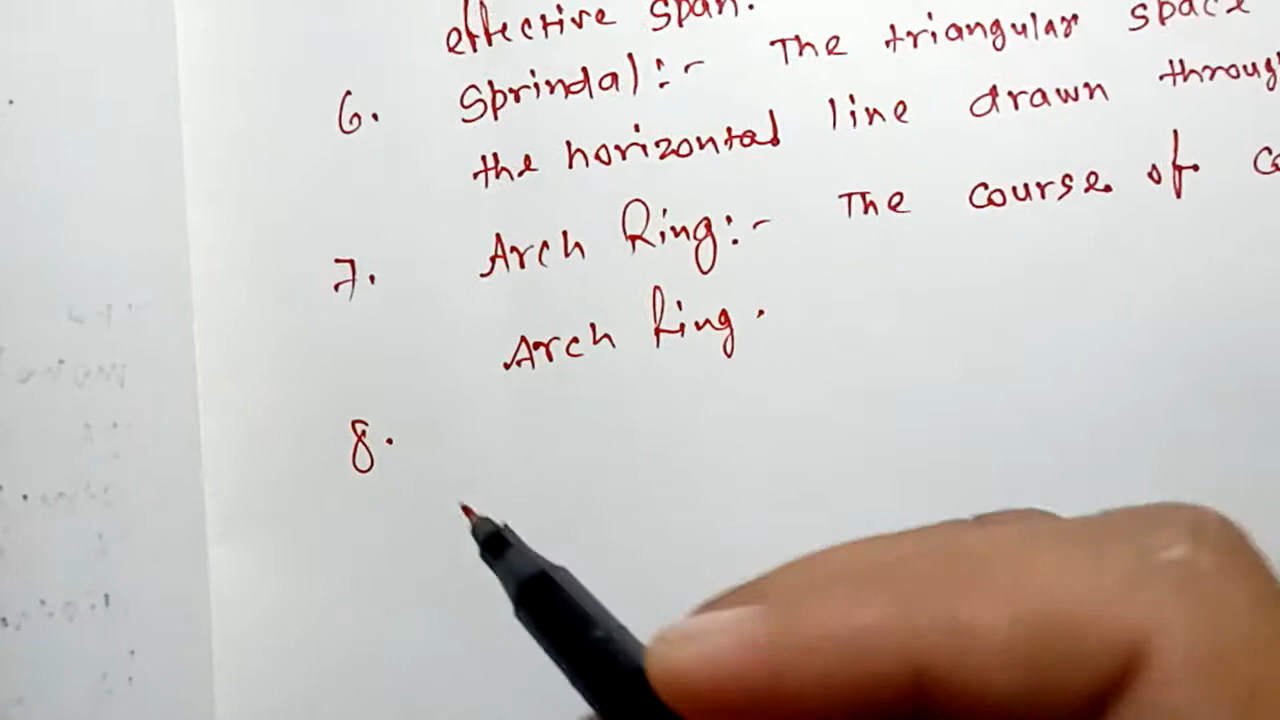 effective span.
6. Sprindal:- The triangular space
the horizontal line drawn throug
7. Arch Ring:- The course of
Arch Ring.
8.